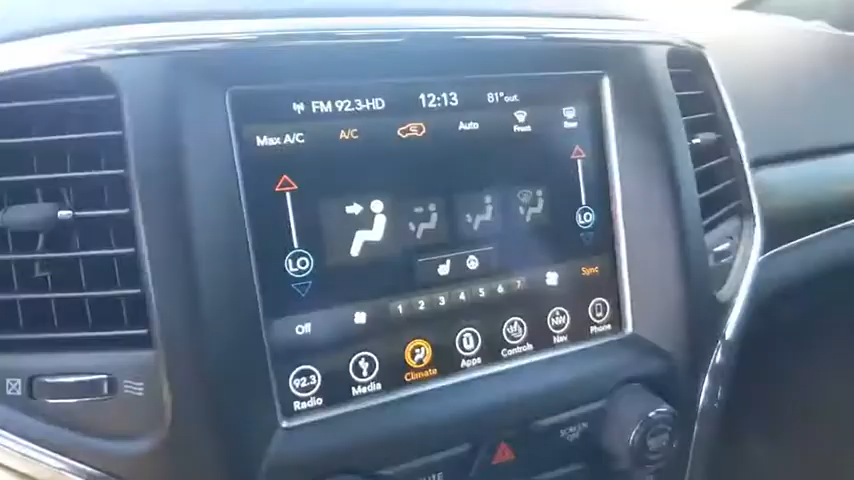 FM 92.3-HD 12:13 81°out
Max A/C A/C Auto Front Rear
LO LO
1 2 3 4 5 6 7 Sync
Off
92.3 NW
Radio Media Climate Apps Controls Nav Phone
SCREEN
OFF